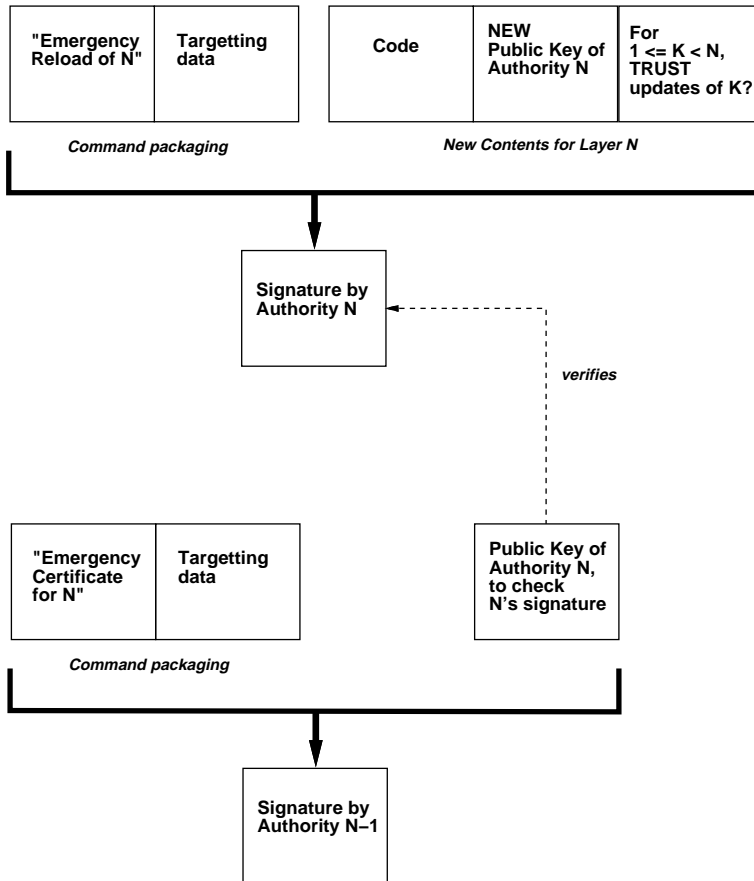 "Emergency
Reload of N"
Targetting
data
Code
NEW
Public Key of
Authority N
For
1 <= K < N,
TRUST
updates of K?
Command packaging
New Contents for Layer N
Signature by
Authority N
verifies
"Emergency
Certificate
for N"
Targetting
data
Public Key of
Authority N,
to check
N's signature
Command packaging
Signature by
Authority N–1